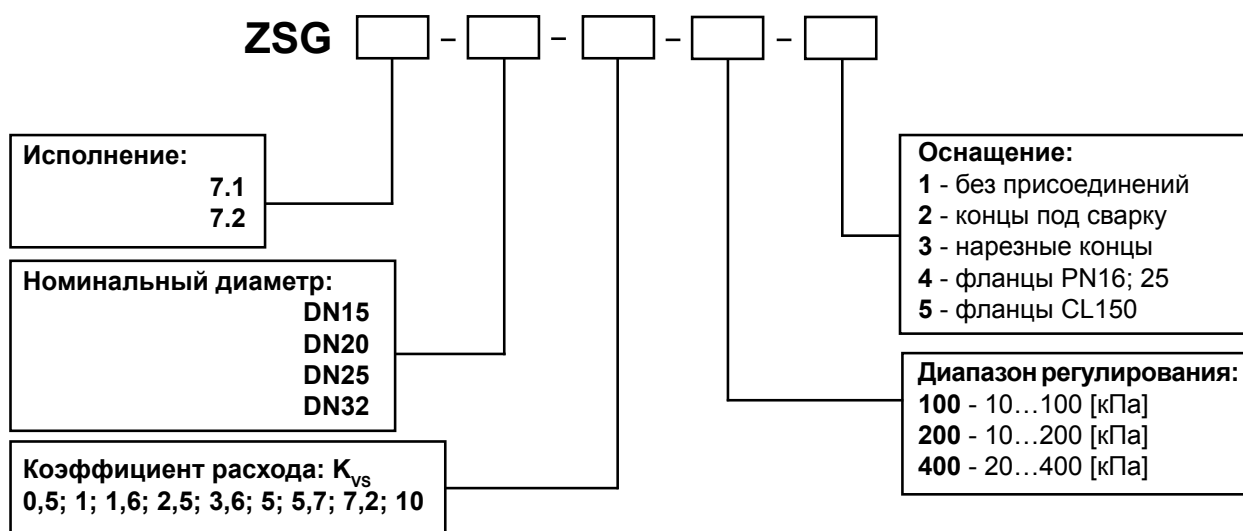 ZSG – – – –
Исполнение:
7.1
7.2
Номинальный диаметр:
DN15
DN20
DN25
DN32
Коэффициент расхода: K_VS
0,5; 1; 1,6; 2,5; 3,6; 5; 5,7; 7,2; 10
Оснащение:
1 - без присоединений
2 - концы под сварку
3 - нарезные концы
4 - фланцы PN16; 25
5 - фланцы CL150
Диапазон регулирования:
100 - 10…100 [кПа]
200 - 10…200 [кПа]
400 - 20…400 [кПа]